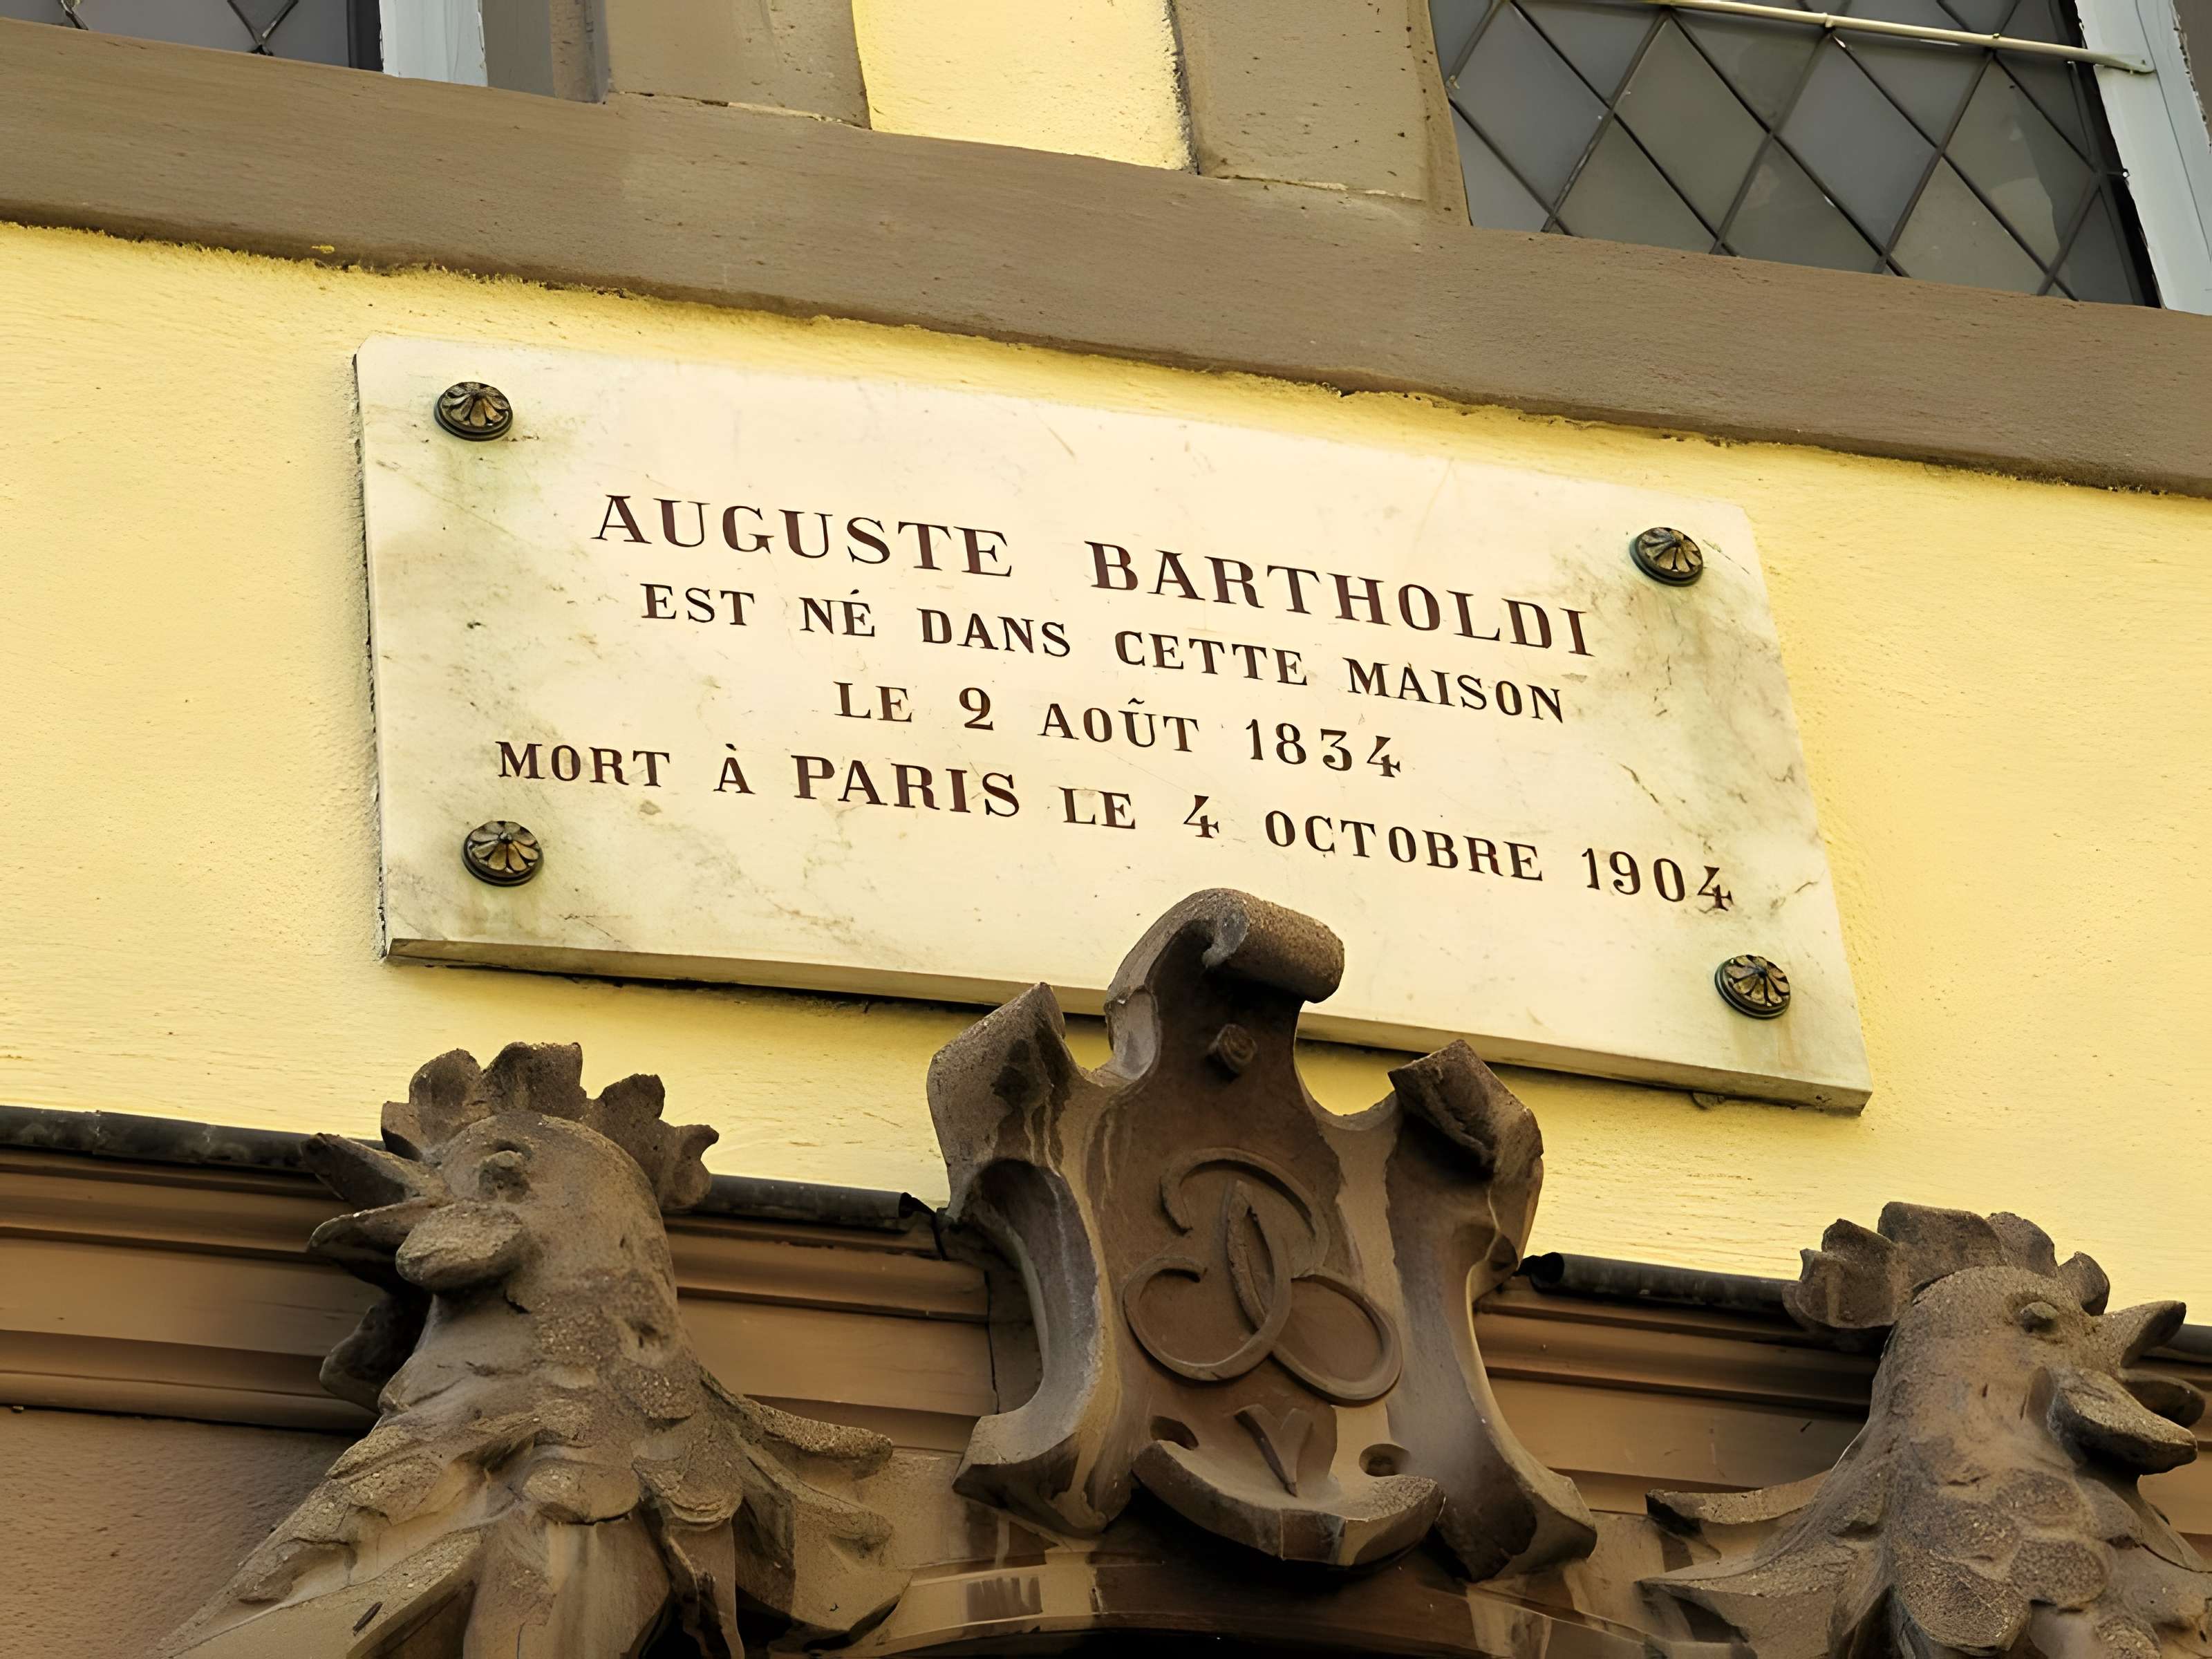 AUGUSTE BARTHOLDI
EST NÉ DANS CETTE MAISON
LE 2 AOÛT 1834
MORT À PARIS LE 4 OCTOBRE 1904